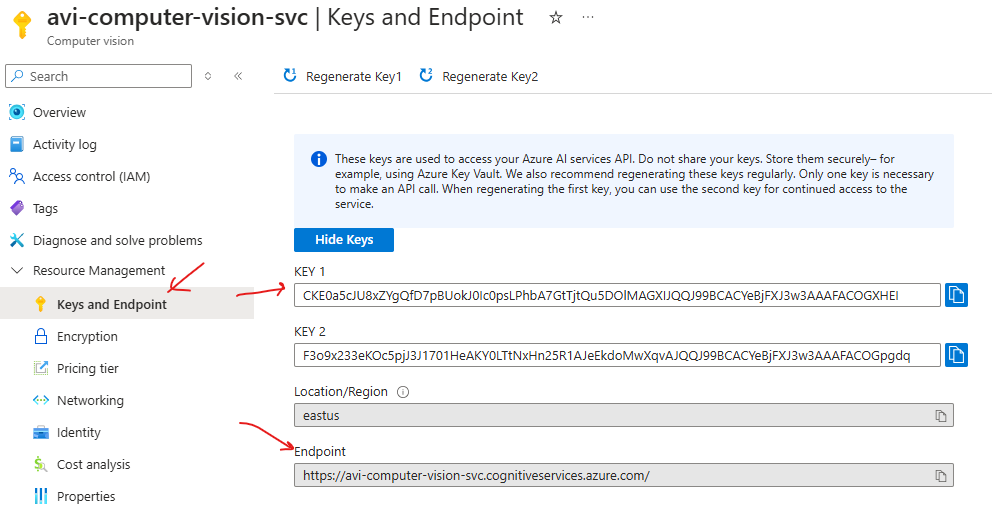 avi-computer-vision-svc | Keys and Endpoint
Computer vision
Search
Regenerate Key1
Regenerate Key2
Overview
Activity log
Access control (IAM)
Tags
Diagnose and solve problems
Resource Management
Keys and Endpoint
Encryption
Pricing tier
Networking
Identity
Cost analysis
Properties
These keys are used to access your Azure AI services API. Do not share your keys. Store them securely– for
example, using Azure Key Vault. We also recommend regenerating these keys regularly. Only one key is necessary
to make an API call. When regenerating the first key, you can use the second key for continued access to the
service.
Hide Keys
KEY 1
CKE0a5cJU8xZYgQfD7pBUokJ0Ic0psLPhbA7GtTjtQu5DOlMAGXIJQQJ99BCACYeBjFXJ3w3AAAFACOGXHEI
KEY 2
F3o9x233eKOc5pjJ3J1701HeAKY0LTtNxHn25R1AJeEkdoMwXqvAJQQJ99BCACYeBjFXJ3w3AAAFACOGpgdq
Location/Region
eastus
Endpoint
https://avi-computer-vision-svc.cognitiveservices.azure.com/